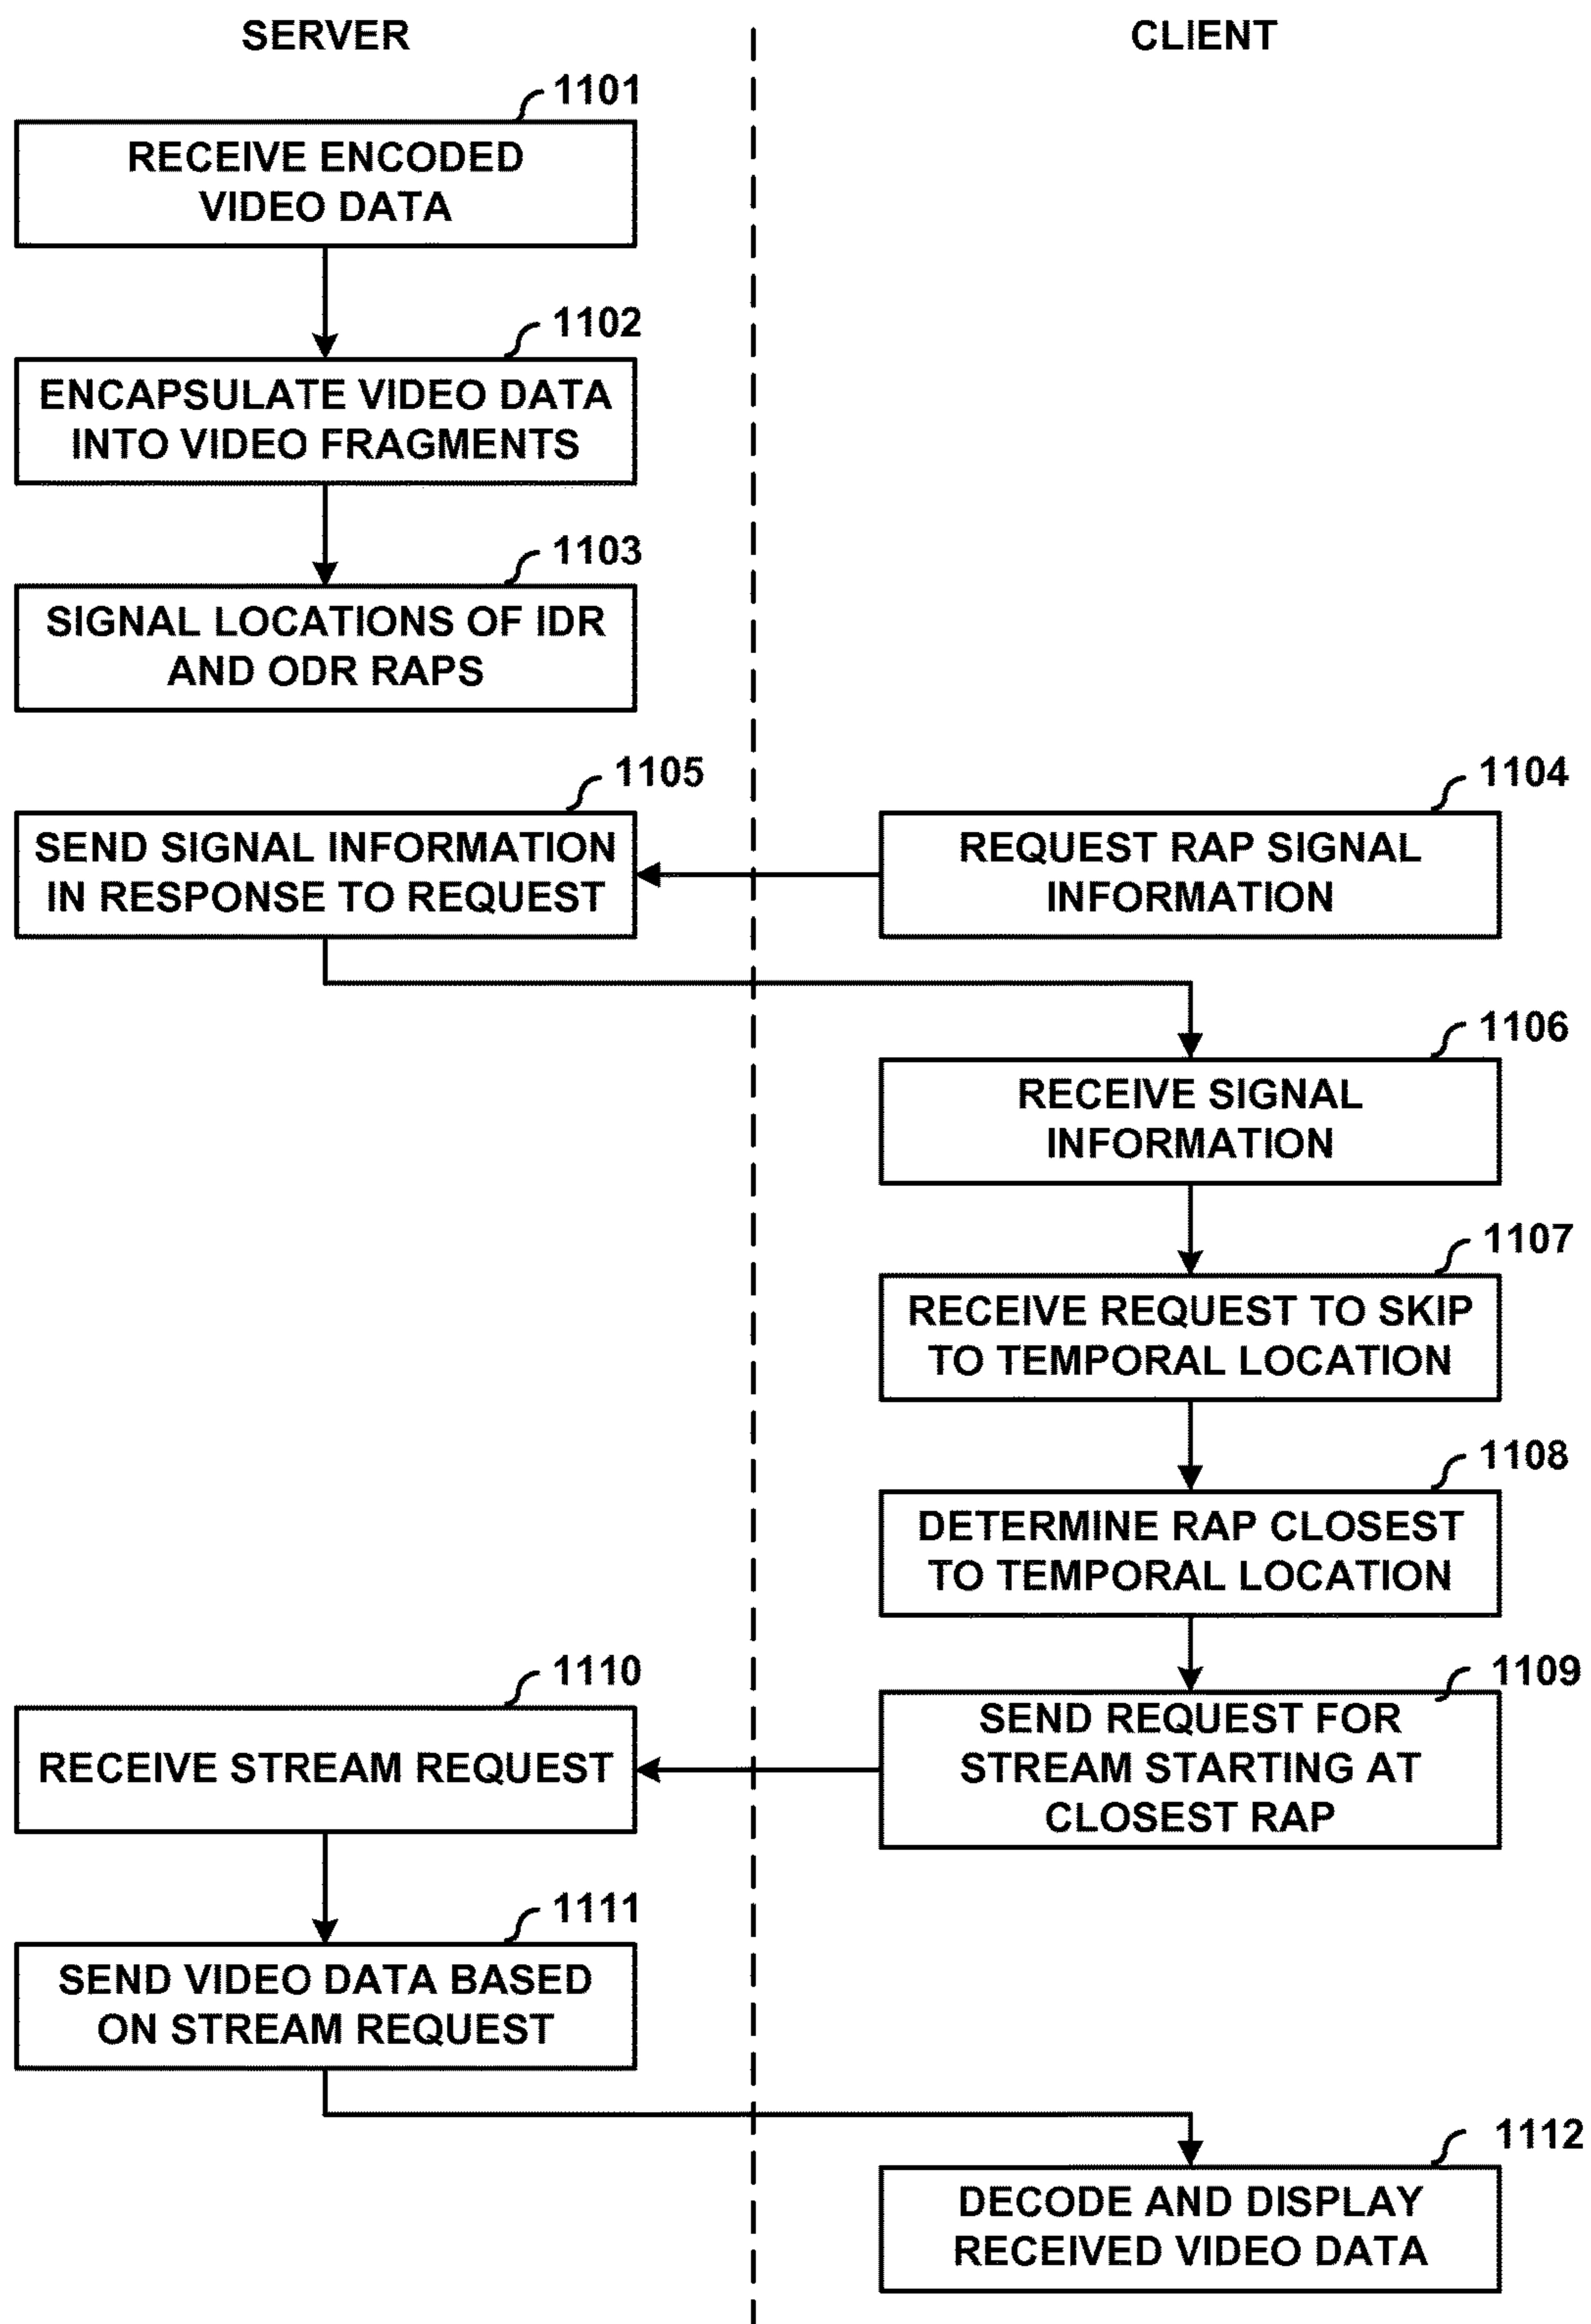 SERVER
CLIENT
1101
RECEIVE ENCODED
VIDEO DATA
1102
ENCAPSULATE VIDEO DATA
INTO VIDEO FRAGMENTS
1103
SIGNAL LOCATIONS OF IDR
AND ODR RAPS
1105
SEND SIGNAL INFORMATION
IN RESPONSE TO REQUEST
1104
REQUEST RAP SIGNAL
INFORMATION
1106
RECEIVE SIGNAL
INFORMATION
1107
RECEIVE REQUEST TO SKIP
TO TEMPORAL LOCATION
1108
DETERMINE RAP CLOSEST
TO TEMPORAL LOCATION
1109
SEND REQUEST FOR
STREAM STARTING AT
CLOSEST RAP
1110
RECEIVE STREAM REQUEST
1111
SEND VIDEO DATA BASED
ON STREAM REQUEST
1112
DECODE AND DISPLAY
RECEIVED VIDEO DATA